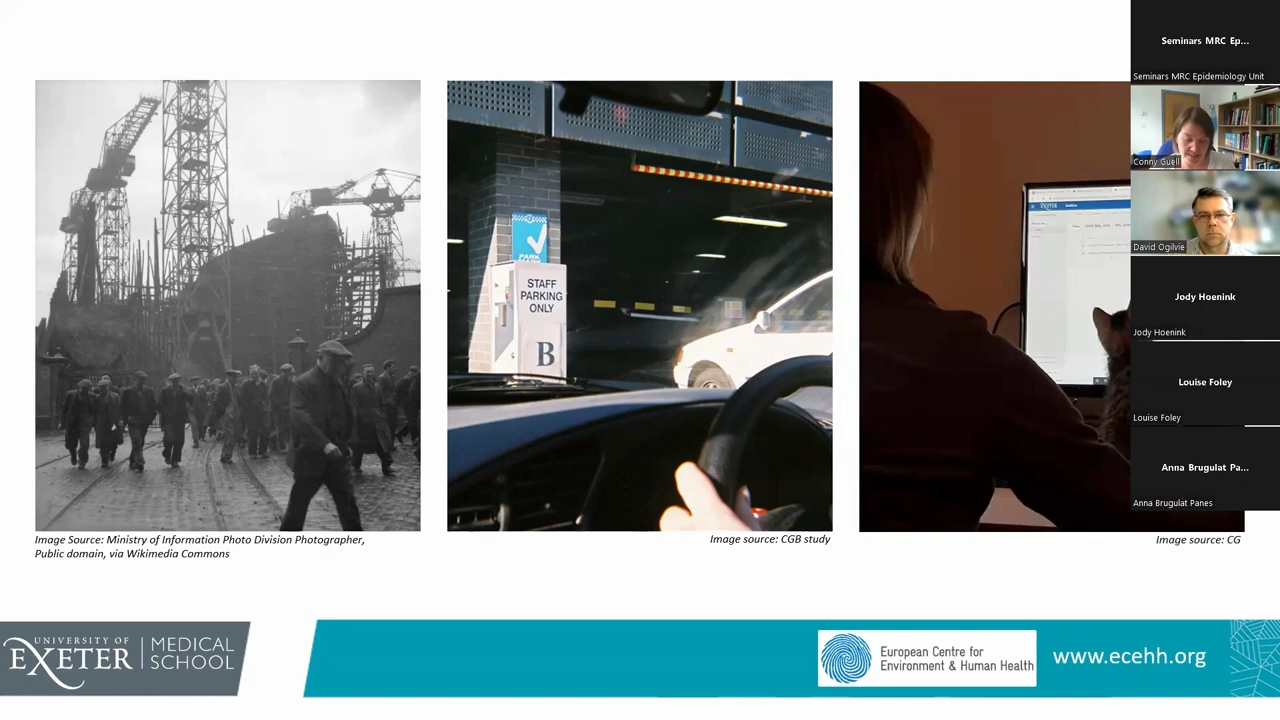 Seminars MRC Ep...
Seminars MRC Epidemiology Unit
Conny Guell
David Ogilvie
Jody Hoenink
Jody Hoenink
Louise Foley
Louise Foley
Anna Brugulat Pa...
Anna Brugulat Panes
PARK
STAFF
PARKING
ONLY
B
EXETER
Image Source: Ministry of Information Photo Division Photographer,
Public domain, via Wikimedia Commons
Image source: CGB study
Image source: CG
UNIVERSITY OF
EXETER
MEDICAL
SCHOOL
European Centre for
Environment & Human Health
www.ecehh.org